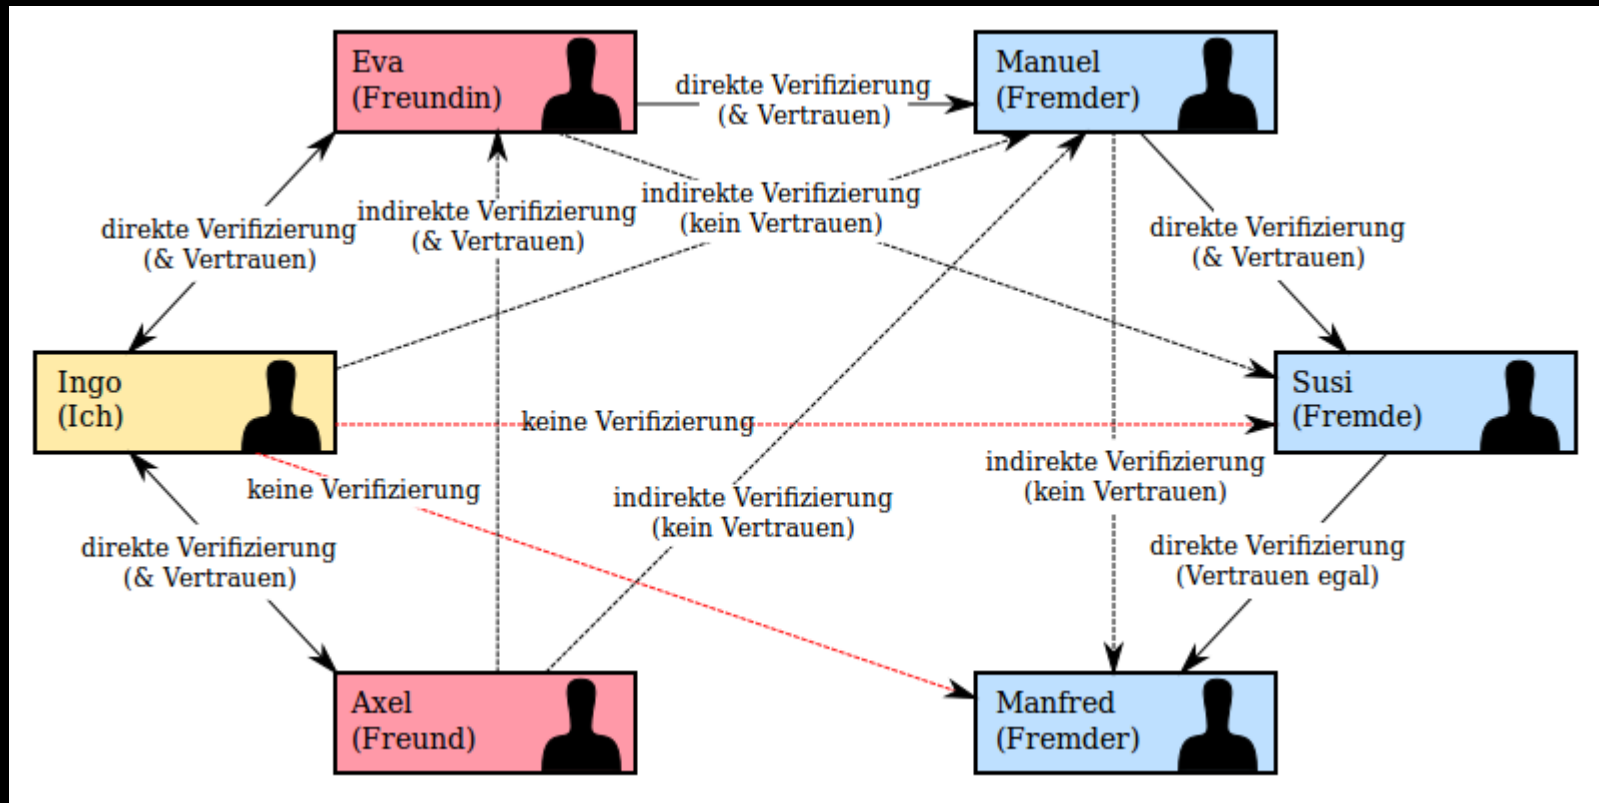 Eva
(Freundin)
Manuel
(Fremder)
direkte Verifizierung
(& Vertrauen)
indirekte Verifizierung
(kein Vertrauen)
indirekte Verifizierung
(& Vertrauen)
direkte Verifizierung
(& Vertrauen)
direkte Verifizierung
(& Vertrauen)
Ingo
(Ich)
Susi
(Fremde)
keine Verifizierung
keine Verifizierung
indirekte Verifizierung
(kein Vertrauen)
indirekte Verifizierung
(kein Vertrauen)
direkte Verifizierung
(& Vertrauen)
direkte Verifizierung
(Vertrauen egal)
Axel
(Freund)
Manfred
(Fremder)